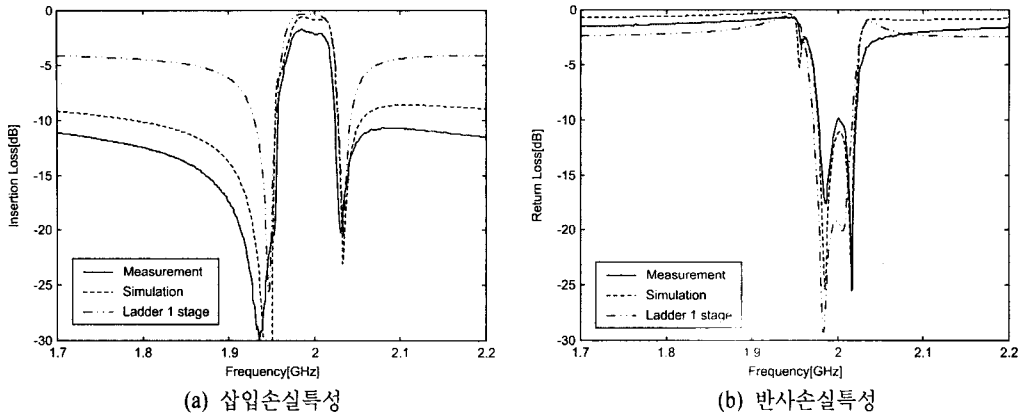 0
-5
-10
-15
-20
-25
-30
Insertion Loss[dB]
Measurement
Simulation
Ladder 1 stage
1.7
1.8
1.9
2
2.1
2.2
Frequency[GHz]
(a) 삽입손실특성
0
-5
-10
-15
-20
-25
-30
Return Loss[dB]
Measurement
Simulation
Ladder 1 stage
1.7
1.8
1.9
2
2.1
2.2
Frequency[GHz]
(b) 반사손실특성